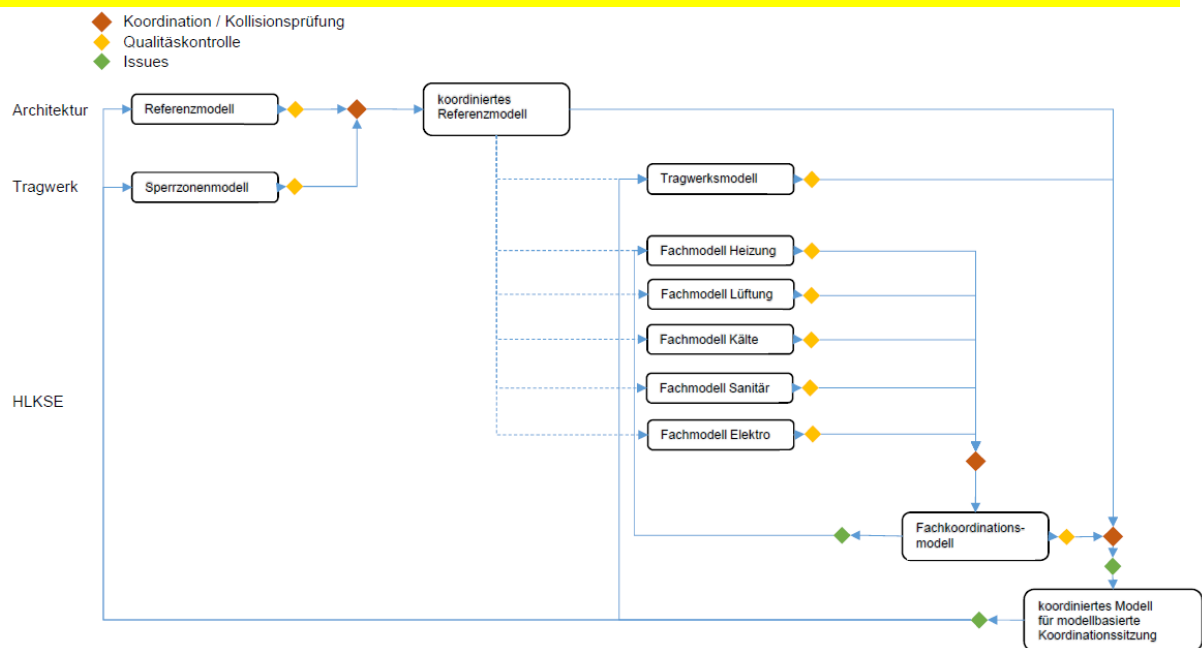 Koordination / Kollisionsprüfung
Qualitäskontrolle
Issues
Architektur
Referenzmodell
koordiniertes
Referenzmodell
Tragwerk
Sperrzonenmodell
Tragwerksmodell
Fachmodell Heizung
Fachmodell Lüftung
Fachmodell Kälte
HLKSE
Fachmodell Sanitär
Fachmodell Elektro
Fachkoordinations-
modell
koordiniertes Modell
für modellbasierte
Koordinationssitzung